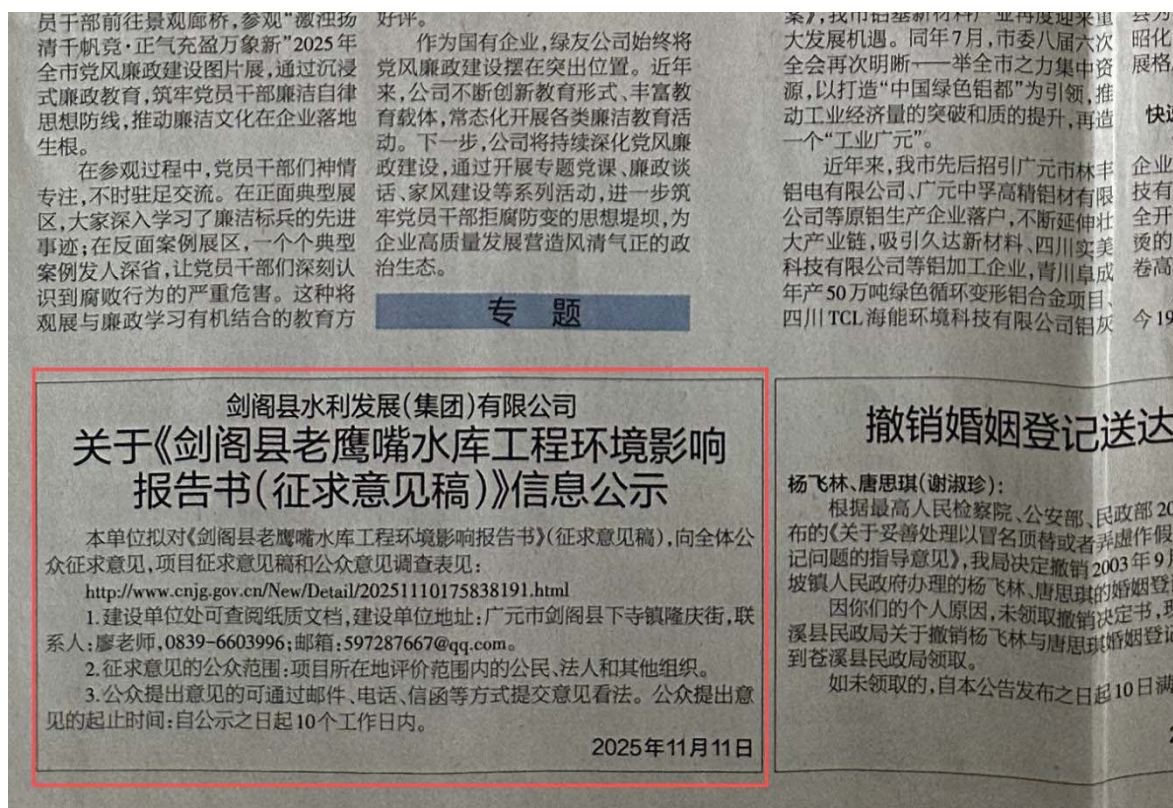 员干部前往景观廊桥,参观“激浊扬
清千帆竞·正气充盈万象新”2025年
全市党风廉政建设图片展,通过沉浸
式廉政教育,筑牢党员干部廉洁自律
思想防线,推动廉洁文化在企业落地
生根。
在参观过程中,党员干部们神情
专注,不时驻足交流。在正面典型展
区,大家深入学习了廉洁标兵的先进
事迹;在反面案例展区,一个个典型
案例发人深省,让党员干部们深刻认
识到腐败行为的严重危害。这种将
观展与廉政学习有机结合的教育方
好评。
作为国有企业,绿友公司始终将
党风廉政建设摆在突出位置。近年
来,公司不断创新教育形式、丰富教
育载体,常态化开展各类廉洁教育活
动。下一步,公司将持续深化党风廉
政建设,通过开展专题党课、廉政谈
话、家风建设等系列活动,进一步筑
牢党员干部拒腐防变的思想堤坝,为
企业高质量发展营造风清气正的政
治生态。
专 题
案》,我市铝基新材料产业再度迎来重
大发展机遇。同年7月,市委八届六次
全会再次明晰——举全市之力集中资
源,以打造“中国绿色铝都”为引领,推
动工业经济量的突破和质的提升,再造
一个“工业广元”。
近年来,我市先后招引广元市林丰
铝电有限公司、广元中孚高精铝材有限
公司等原铝生产企业落户,不断延伸壮
大产业链,吸引久达新材料、四川实美
科技有限公司等铝加工企业,青川阜成
年产50万吨绿色循环变形铝合金项目、
四川TCL海能环境科技有限公司铝灰
昭化
展格
快速
企业
技有
全开
烫的
卷高
今19
剑阁县水利发展(集团)有限公司
关于《剑阁县老鹰嘴水库工程环境影响
报告书(征求意见稿)》信息公示
本单位拟对《剑阁县老鹰嘴水库工程环境影响报告书》(征求意见稿),向全体公
众征求意见,项目征求意见稿和公众意见调查表见:
http://www.cnjg.gov.cn/New/Detail/20251110175838191.html
1.建设单位处可查阅纸质文档,建设单位地址:广元市剑阁县下寺镇隆庆街,联
系人:廖老师,0839-6603996;邮箱:597287667@qq.com。
2.征求意见的公众范围:项目所在地评价范围内的公民、法人和其他组织。
3.公众提出意见的可通过邮件、电话、信函等方式提交意见看法。公众提出意
见的起止时间:自公示之日起10个工作日内。
2025年11月11日
撤销婚姻登记送达
杨飞林、唐思琪(谢淑珍):
根据最高人民检察院、公安部、民政部20
布的《关于妥善处理以冒名顶替或者弄虚作假
记问题的指导意见》,我局决定撤销2003年9月
坡镇人民政府办理的杨飞林、唐思琪的婚姻登
因你们的个人原因,未领取撤销决定书,
溪县民政局关于撤销杨飞林与唐思琪婚姻登记
到苍溪县民政局领取。
如未领取的,自本公告发布之日起10日满